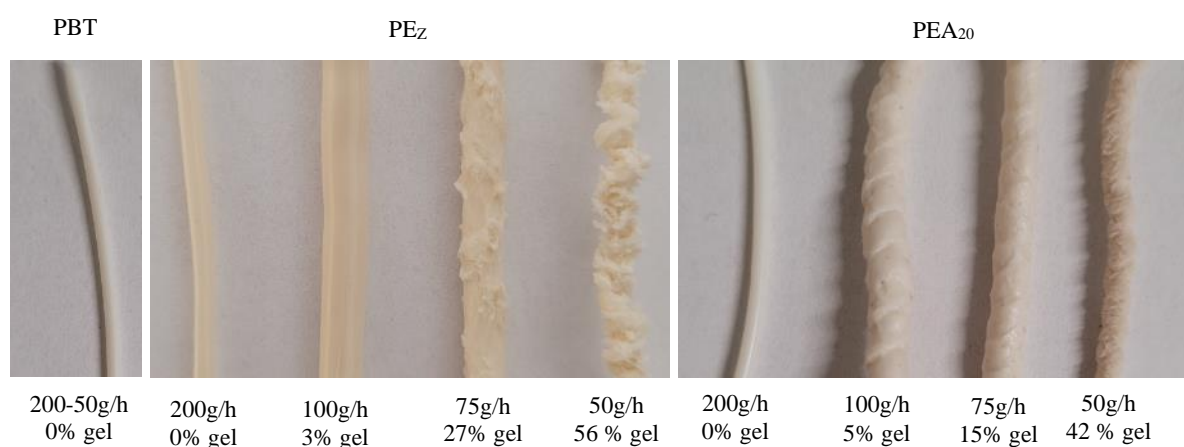 PBT
PEZ
PEA20
200-50g/h
0% gel
200g/h
0% gel
100g/h
3% gel
75g/h
27% gel
50g/h
56 % gel
200g/h
0% gel
100g/h
5% gel
75g/h
15% gel
50g/h
42 % gel